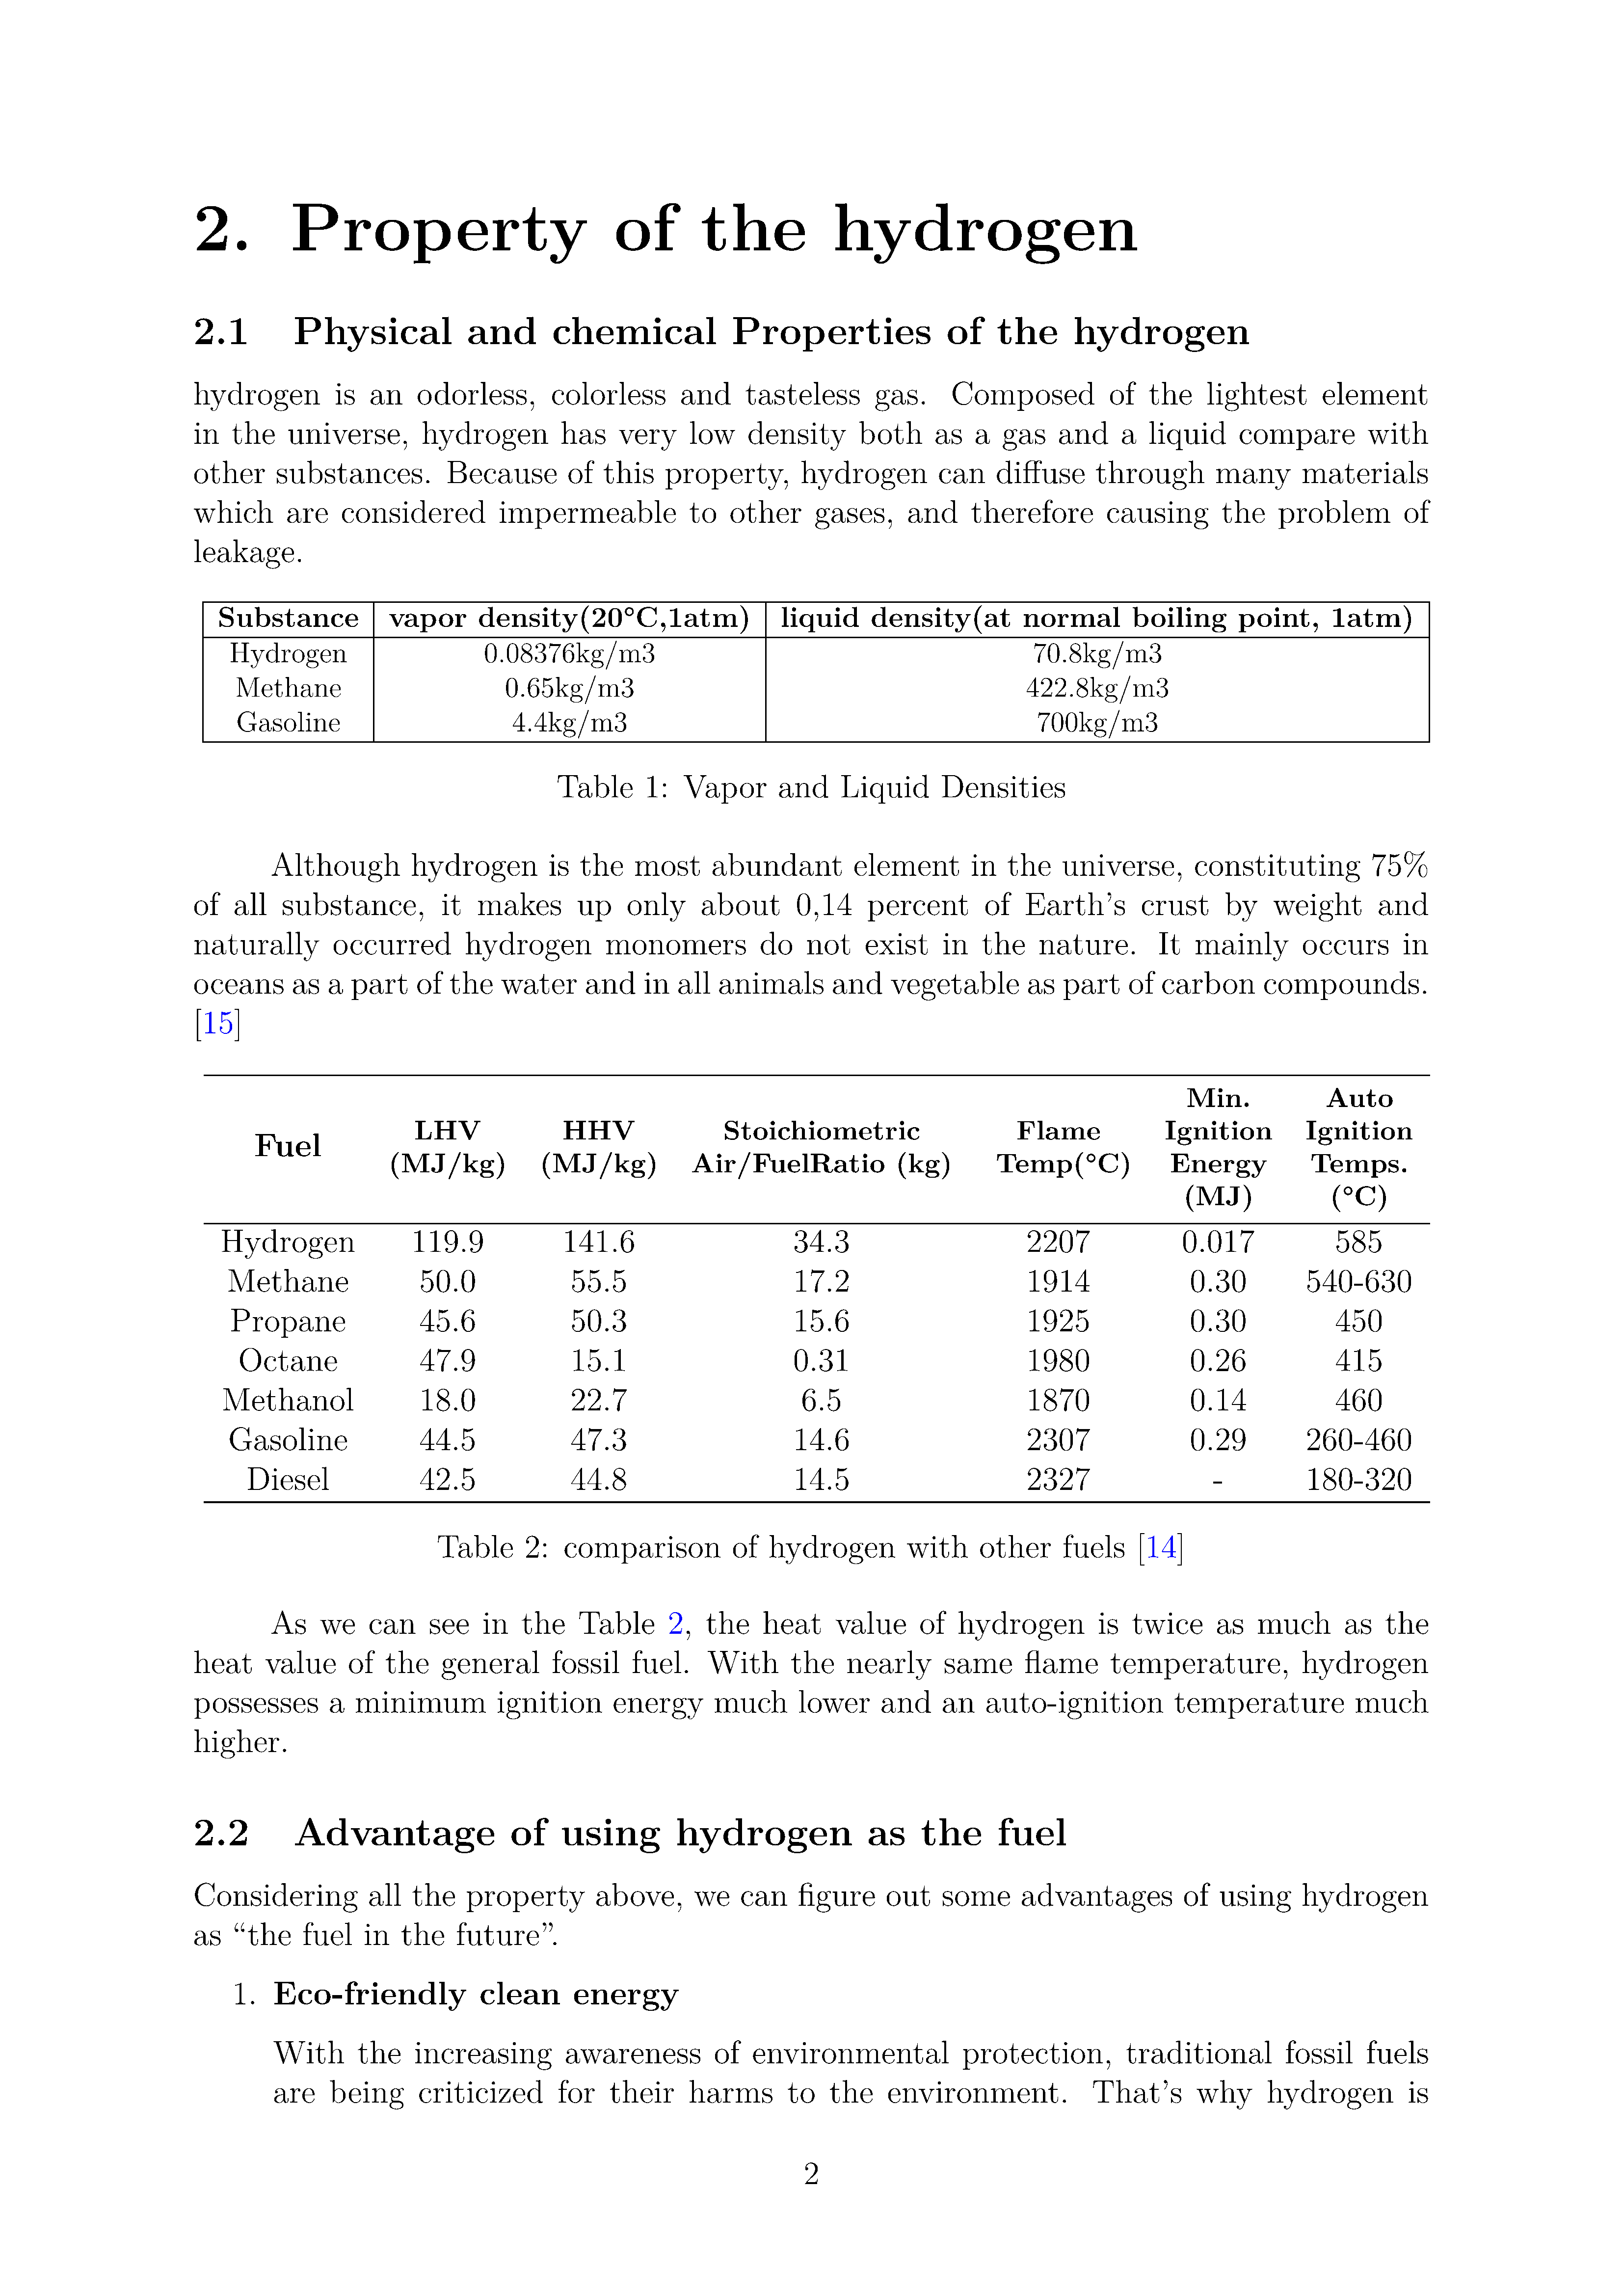 2. Property of the hydrogen
2.1 Physical and chemical Properties of the hydrogen
hydrogen is an odorless, colorless and tasteless gas. Composed of the lightest element
in the universe, hydrogen has very low density both as a gas and a liquid compare with
other substances. Because of this property, hydrogen can diffuse through many materials
which are considered impermeable to other gases, and therefore causing the problem of
leakage.
Substance vapor density(20°C,1atm) liquid density(at normal boiling point, 1atm)
Hydrogen 0.08376kg/m3 70.8kg/m3
Methane 0.65kg/m3 422.8kg/m3
Gasoline 4.4kg/m3 700kg/m3
Table 1: Vapor and Liquid Densities
Although hydrogen is the most abundant element in the universe, constituting 75%
of all substance, it makes up only about 0,14 percent of Earth's crust by weight and
naturally occurred hydrogen monomers do not exist in the nature. It mainly occurs in
oceans as a part of the water and in all animals and vegetable as part of carbon compounds.
[15]
Fuel LHV (MJ/kg) HHV (MJ/kg) Stoichiometric Air/FuelRatio (kg) Flame Temp(°C) Min. Ignition Energy (MJ) Auto Ignition Temps. (°C)
Hydrogen 119.9 141.6 34.3 2207 0.017 585
Methane 50.0 55.5 17.2 1914 0.30 540-630
Propane 45.6 50.3 15.6 1925 0.30 450
Octane 47.9 15.1 0.31 1980 0.26 415
Methanol 18.0 22.7 6.5 1870 0.14 460
Gasoline 44.5 47.3 14.6 2307 0.29 260-460
Diesel 42.5 44.8 14.5 2327 - 180-320
Table 2: comparison of hydrogen with other fuels [14]
As we can see in the Table 2, the heat value of hydrogen is twice as much as the
heat value of the general fossil fuel. With the nearly same flame temperature, hydrogen
possesses a minimum ignition energy much lower and an auto-ignition temperature much
higher.
2.2 Advantage of using hydrogen as the fuel
Considering all the property above, we can figure out some advantages of using hydrogen
as “the fuel in the future”.
1. Eco-friendly clean energy
With the increasing awareness of environmental protection, traditional fossil fuels
are being criticized for their harms to the environment. That's why hydrogen is
2